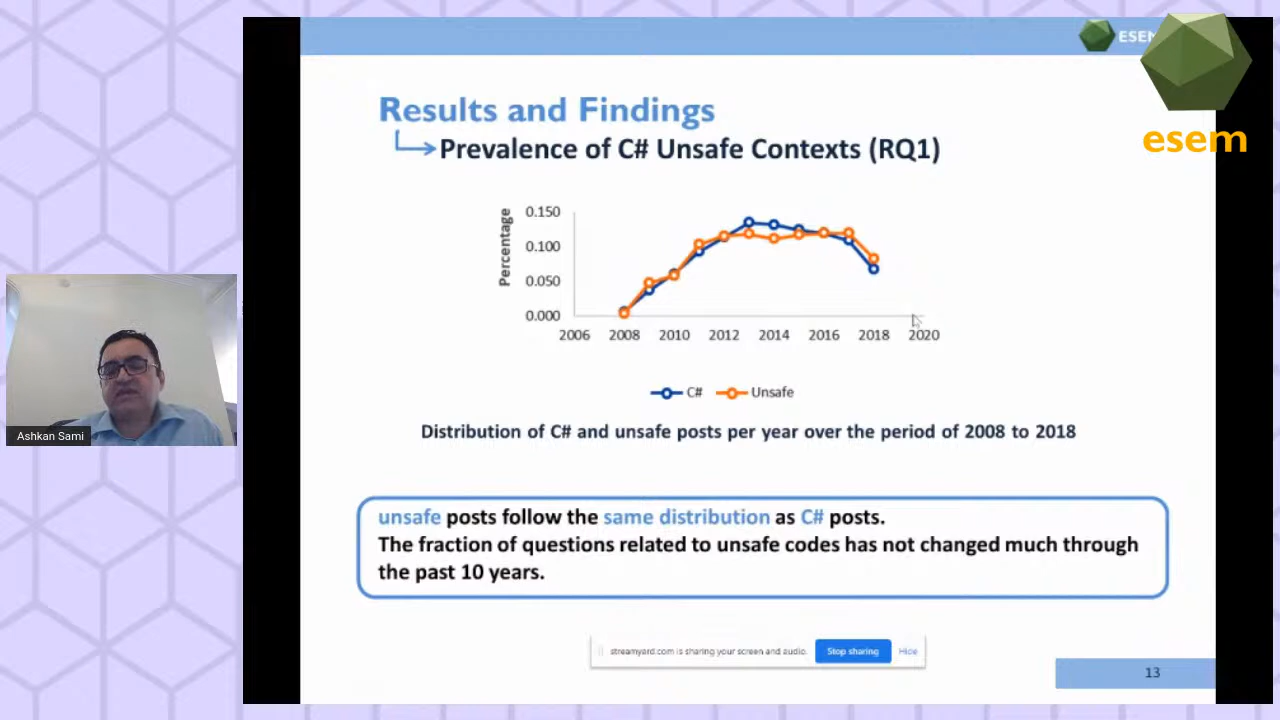 ESEM
esem
Results and Findings
Prevalence of C# Unsafe Contexts (RQ1)
Percentage
0.150
0.100
0.050
0.000
2006 2008 2010 2012 2014 2016 2018 2020
C# Unsafe
Distribution of C# and unsafe posts per year over the period of 2008 to 2018
Ashkan Sami
unsafe posts follow the same distribution as C# posts.
The fraction of questions related to unsafe codes has not changed much through
the past 10 years.
streamyard.com is sharing your screen and audio. Stop sharing Hide
13